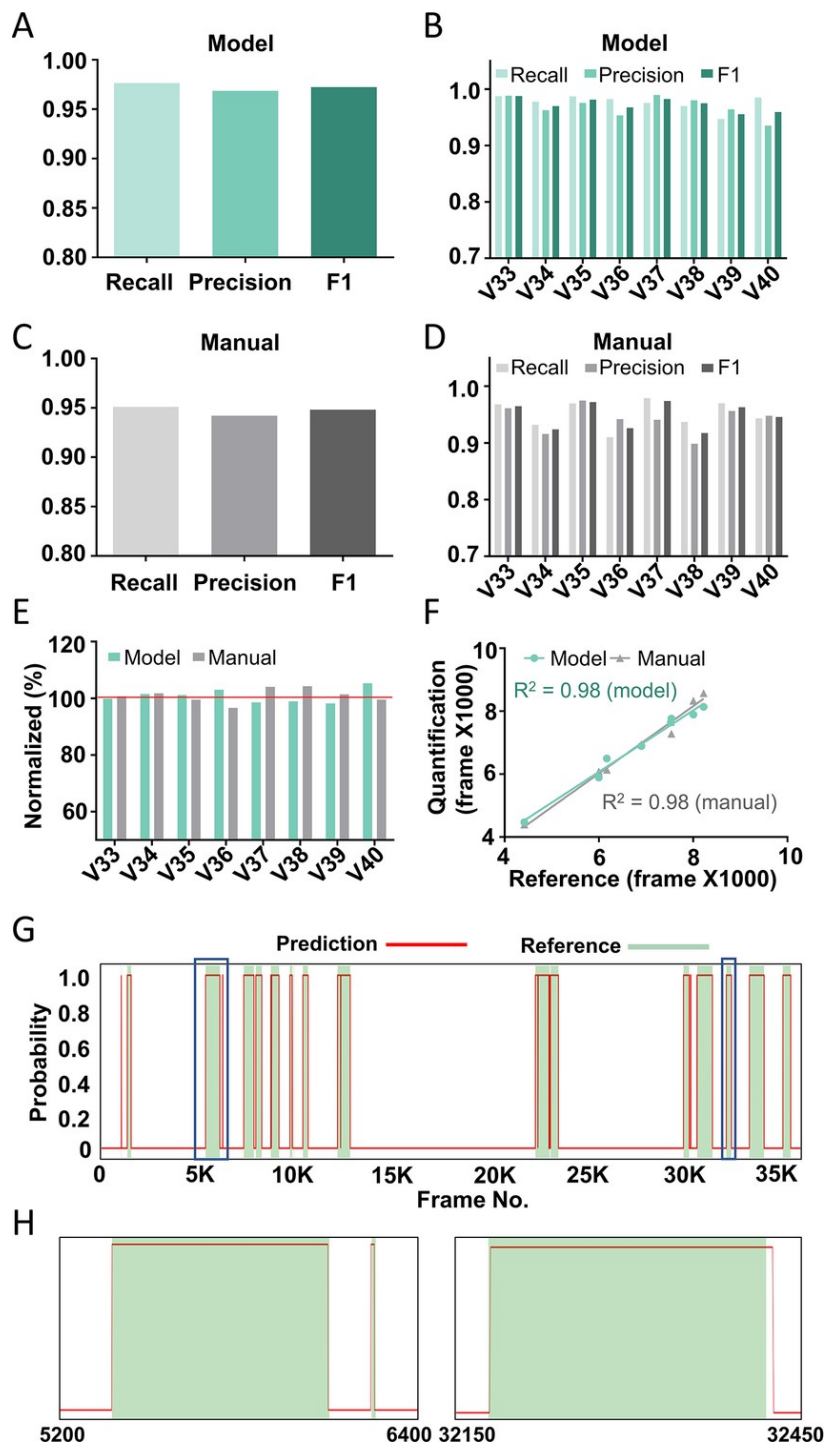 A
Model
1.00
0.95
0.90
0.85
0.80
Recall Precision F1
B
Model
Recall Precision F1
1.0
0.9
0.8
0.7
V33 V34 V35 V36 V37 V38 V39 V40
C
Manual
1.00
0.95
0.90
0.85
0.80
Recall Precision F1
D
Manual
Recall Precision F1
1.0
0.9
0.8
0.7
V33 V34 V35 V36 V37 V38 V39 V40
E
Normalized (%)
120
100
80
60
Model Manual
V33 V34 V35 V36 V37 V38 V39 V40
F
Quantification
(frame X1000)
10
8
6
4
Model Manual
R² = 0.98 (model)
R² = 0.98 (manual)
4 6 8 10
Reference (frame X1000)
G
Prediction Reference
Probability
1.0
0.8
0.6
0.4
0.2
0
0 5K 10K 15K 20K 25K 30K 35K
Frame No.
H
5200 6400 32150 32450